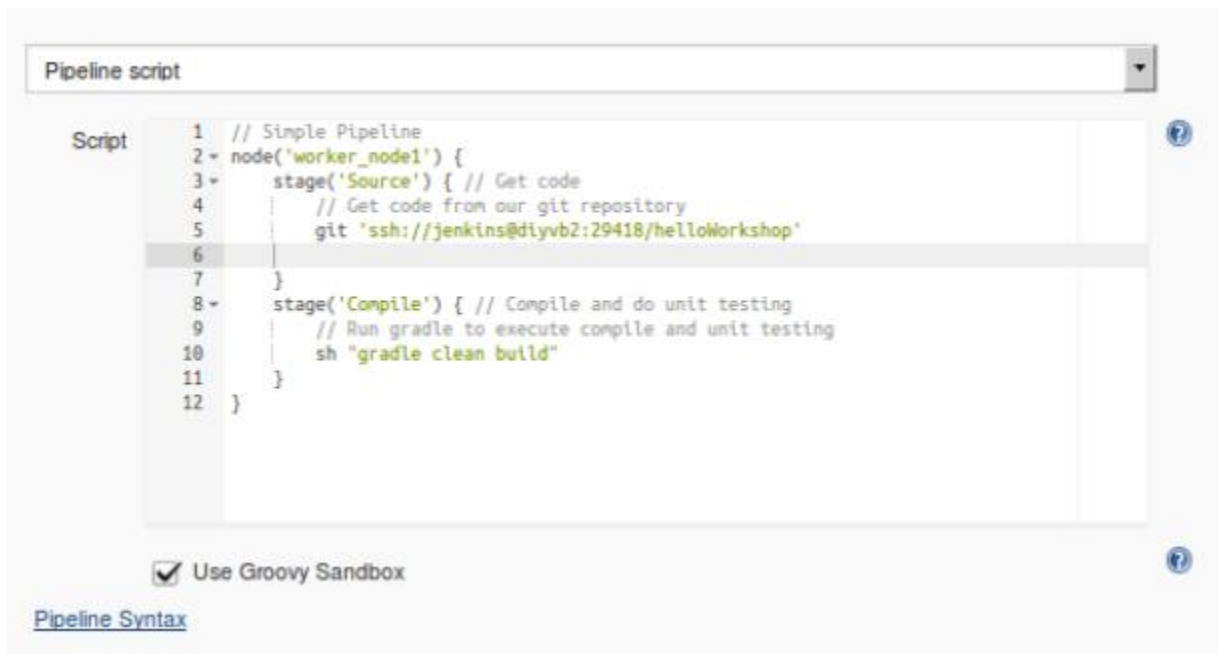 Pipeline script
Script
1 // Simple Pipeline
2 node('worker_node1') {
3     stage('Source') { // Get code
4         // Get code from our git repository
5         git 'ssh://jenkins@diyvb2:29418/helloWorkshop'
6
7     }
8     stage('Compile') { // Compile and do unit testing
9         // Run gradle to execute compile and unit testing
10         sh "gradle clean build"
11     }
12 }
Use Groovy Sandbox
Pipeline Syntax